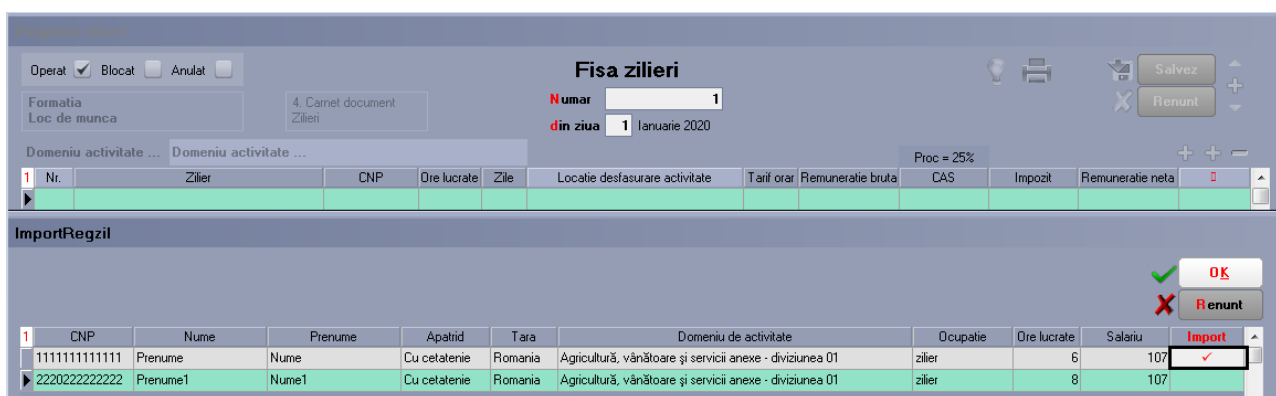 Operat Blocat Anulat
Fisa zilieri
Salvez
Formatia
Loc de munca
4. Carnet document
Zilieri
Numar 1
Renunt
din ziua 1 Ianuarie 2020
Domeniu activitate ... Domeniu activitate ...
Proc = 25%
1 Nr. Zilier CNP Ore lucrate Zile Locatie desfasurare activitate Tarif orar Remuneratie bruta CAS Impozit Remuneratie neta
ImportRegzil
OK
Renunt
1 CNP Nume Prenume Apatrid Tara Domeniu de activitate Ocupatie Ore lucrate Salariu Import
1111111111111 Prenume Nume Cu cetatenie Romania Agricultură, vânătoare şi servicii anexe - diviziunea 01 zilier 6 107 ✓
2220222222222 Prenume1 Nume1 Cu cetatenie Romania Agricultură, vânătoare şi servicii anexe - diviziunea 01 zilier 8 107